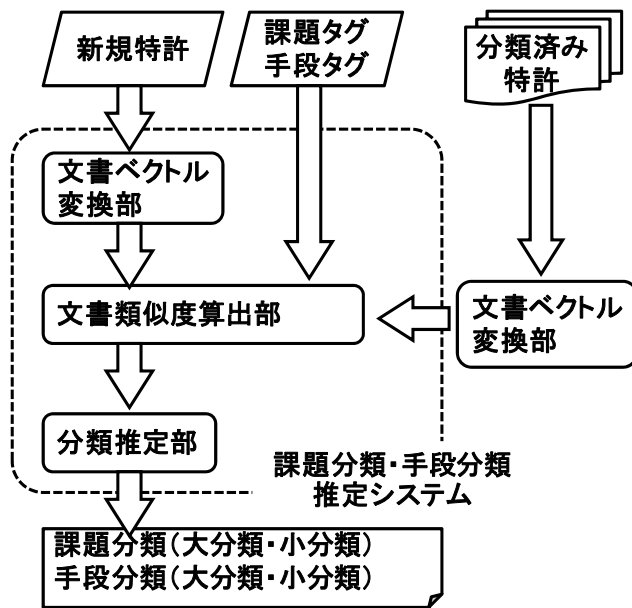 新規特許
課題タグ
手段タグ
分類済み
特許
文書ベクトル
変換部
文書類似度算出部
文書ベクトル
変換部
分類推定部
課題分類・手段分類
推定システム
課題分類(大分類・小分類)
手段分類(大分類・小分類)